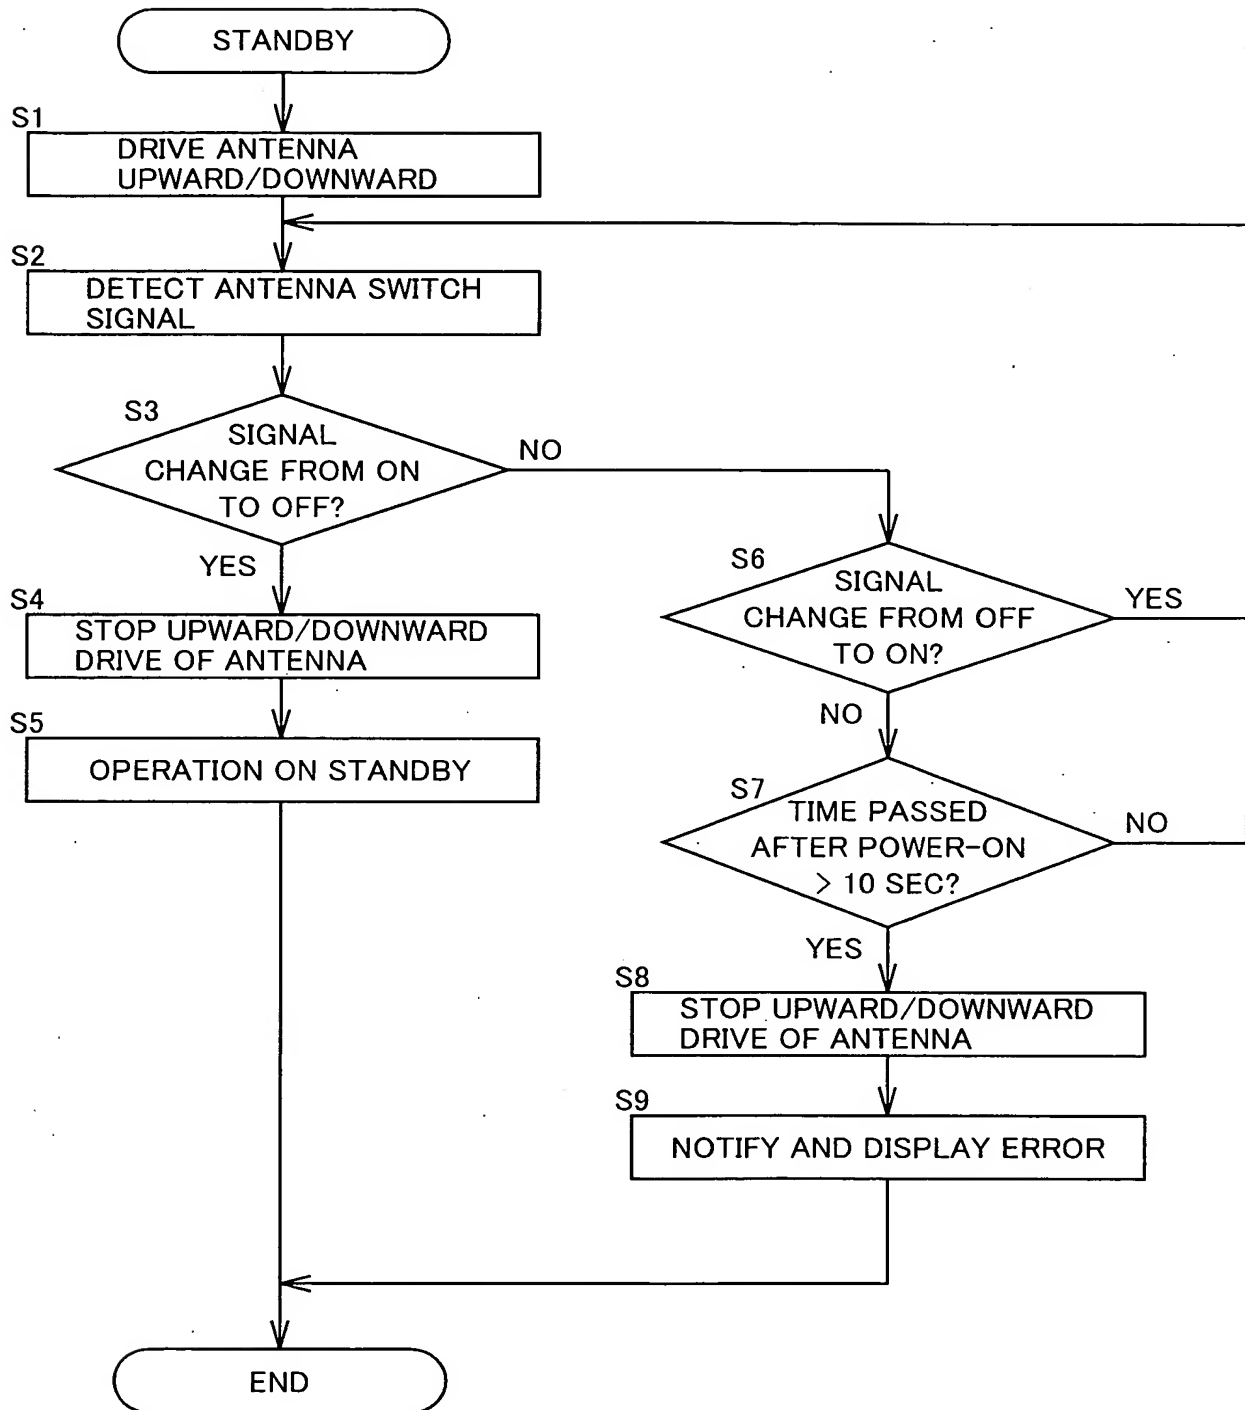 STANDBY
S1
DRIVE ANTENNA
UPWARD/DOWNWARD
S2
DETECT ANTENNA SWITCH
SIGNAL
S3
SIGNAL
CHANGE FROM ON
TO OFF?
NO
YES
S4
STOP UPWARD/DOWNWARD
DRIVE OF ANTENNA
S5
OPERATION ON STANDBY
S6
SIGNAL
CHANGE FROM OFF
TO ON?
YES
NO
S7
TIME PASSED
AFTER POWER-ON
> 10 SEC?
NO
YES
S8
STOP UPWARD/DOWNWARD
DRIVE OF ANTENNA
S9
NOTIFY AND DISPLAY ERROR
END